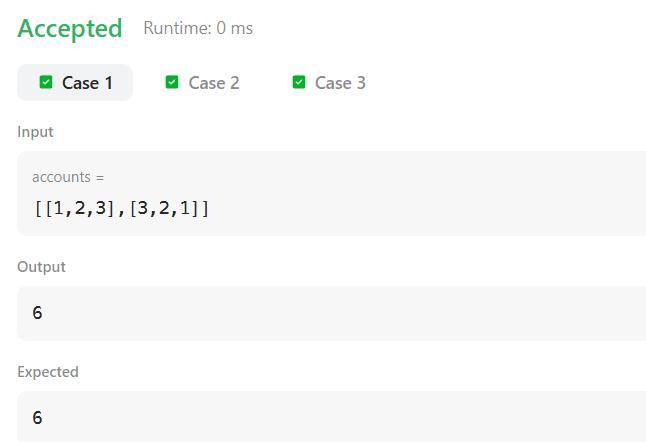 Accepted Runtime: 0 ms
Case 1 Case 2 Case 3
Input
accounts =
[[1,2,3],[3,2,1]]
Output
6
Expected
6